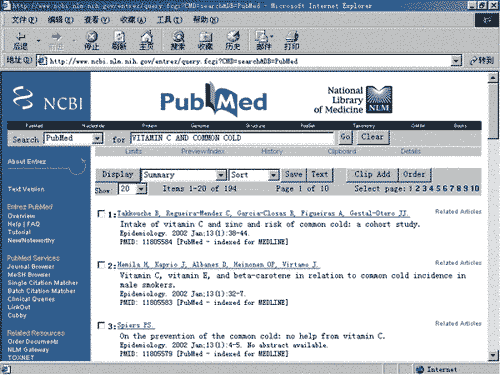 http://www.ncbi.nlm.nih.gov/entrez/query.fcgi?CMD=search&DB=PubMed - Microsoft Internet Explorer
文件(F) 编辑(E) 查看(V) 收藏(A) 工具(T) 帮助(H)
后退 停止 刷新 主页 搜索 收藏 历史 邮件 打印
地址(D) http://www.ncbi.nlm.nih.gov/entrez/query.fcgi?CMD=search&DB=PubMed 转到
NCBI
PubMed
National Library of Medicine NLM
PubMed Nucleotide Protein Genome Structure PopSet Taxonomy OMIM Books
Search PubMed for VITAMIN C AND COMMON COLD Go Clear
Limits Preview/Index History Clipboard Details
About Entrez
Text Version
Entrez PubMed
Overview
Help | FAQ
Tutorial
New/Noteworthy
PubMed Services
Journal Browser
MeSH Browser
Single Citation Matcher
Batch Citation Matcher
Clinical Queries
LinkOut
Cubby
Related Resources
Order Documents
NLM Gateway
TOXNET
Display Summary Sort Save Text Clip Add Order
Show: 20 Items 1-20 of 194 Page 1 of 10 Select page: 1 2 3 4 5 6 7 8 9 10
1: Takkouche B, Regueira-Mendez C, Garcia-Closas R, Figueiras A, Gestal-Otero JJ. Related Articles
Intake of vitamin C and zinc and risk of common cold: a cohort study.
Epidemiology. 2002 Jan;13(1):38-44.
PMID: 11805584 [PubMed - indexed for MEDLINE]
2: Hemila H, Kaprio J, Albanes D, Heinonen OP, Virtamo J. Related Articles
Vitamin C, vitamin E, and beta-carotene in relation to common cold incidence in
male smokers.
Epidemiology. 2002 Jan;13(1):32-7.
PMID: 11805583 [PubMed - indexed for MEDLINE]
3: Spiers PS. Related Articles
On the prevention of the common cold: no help from vitamin C.
Epidemiology. 2002 Jan;13(1):4-5. No abstract available.
PMID: 11805579 [PubMed - indexed for MEDLINE]
Internet